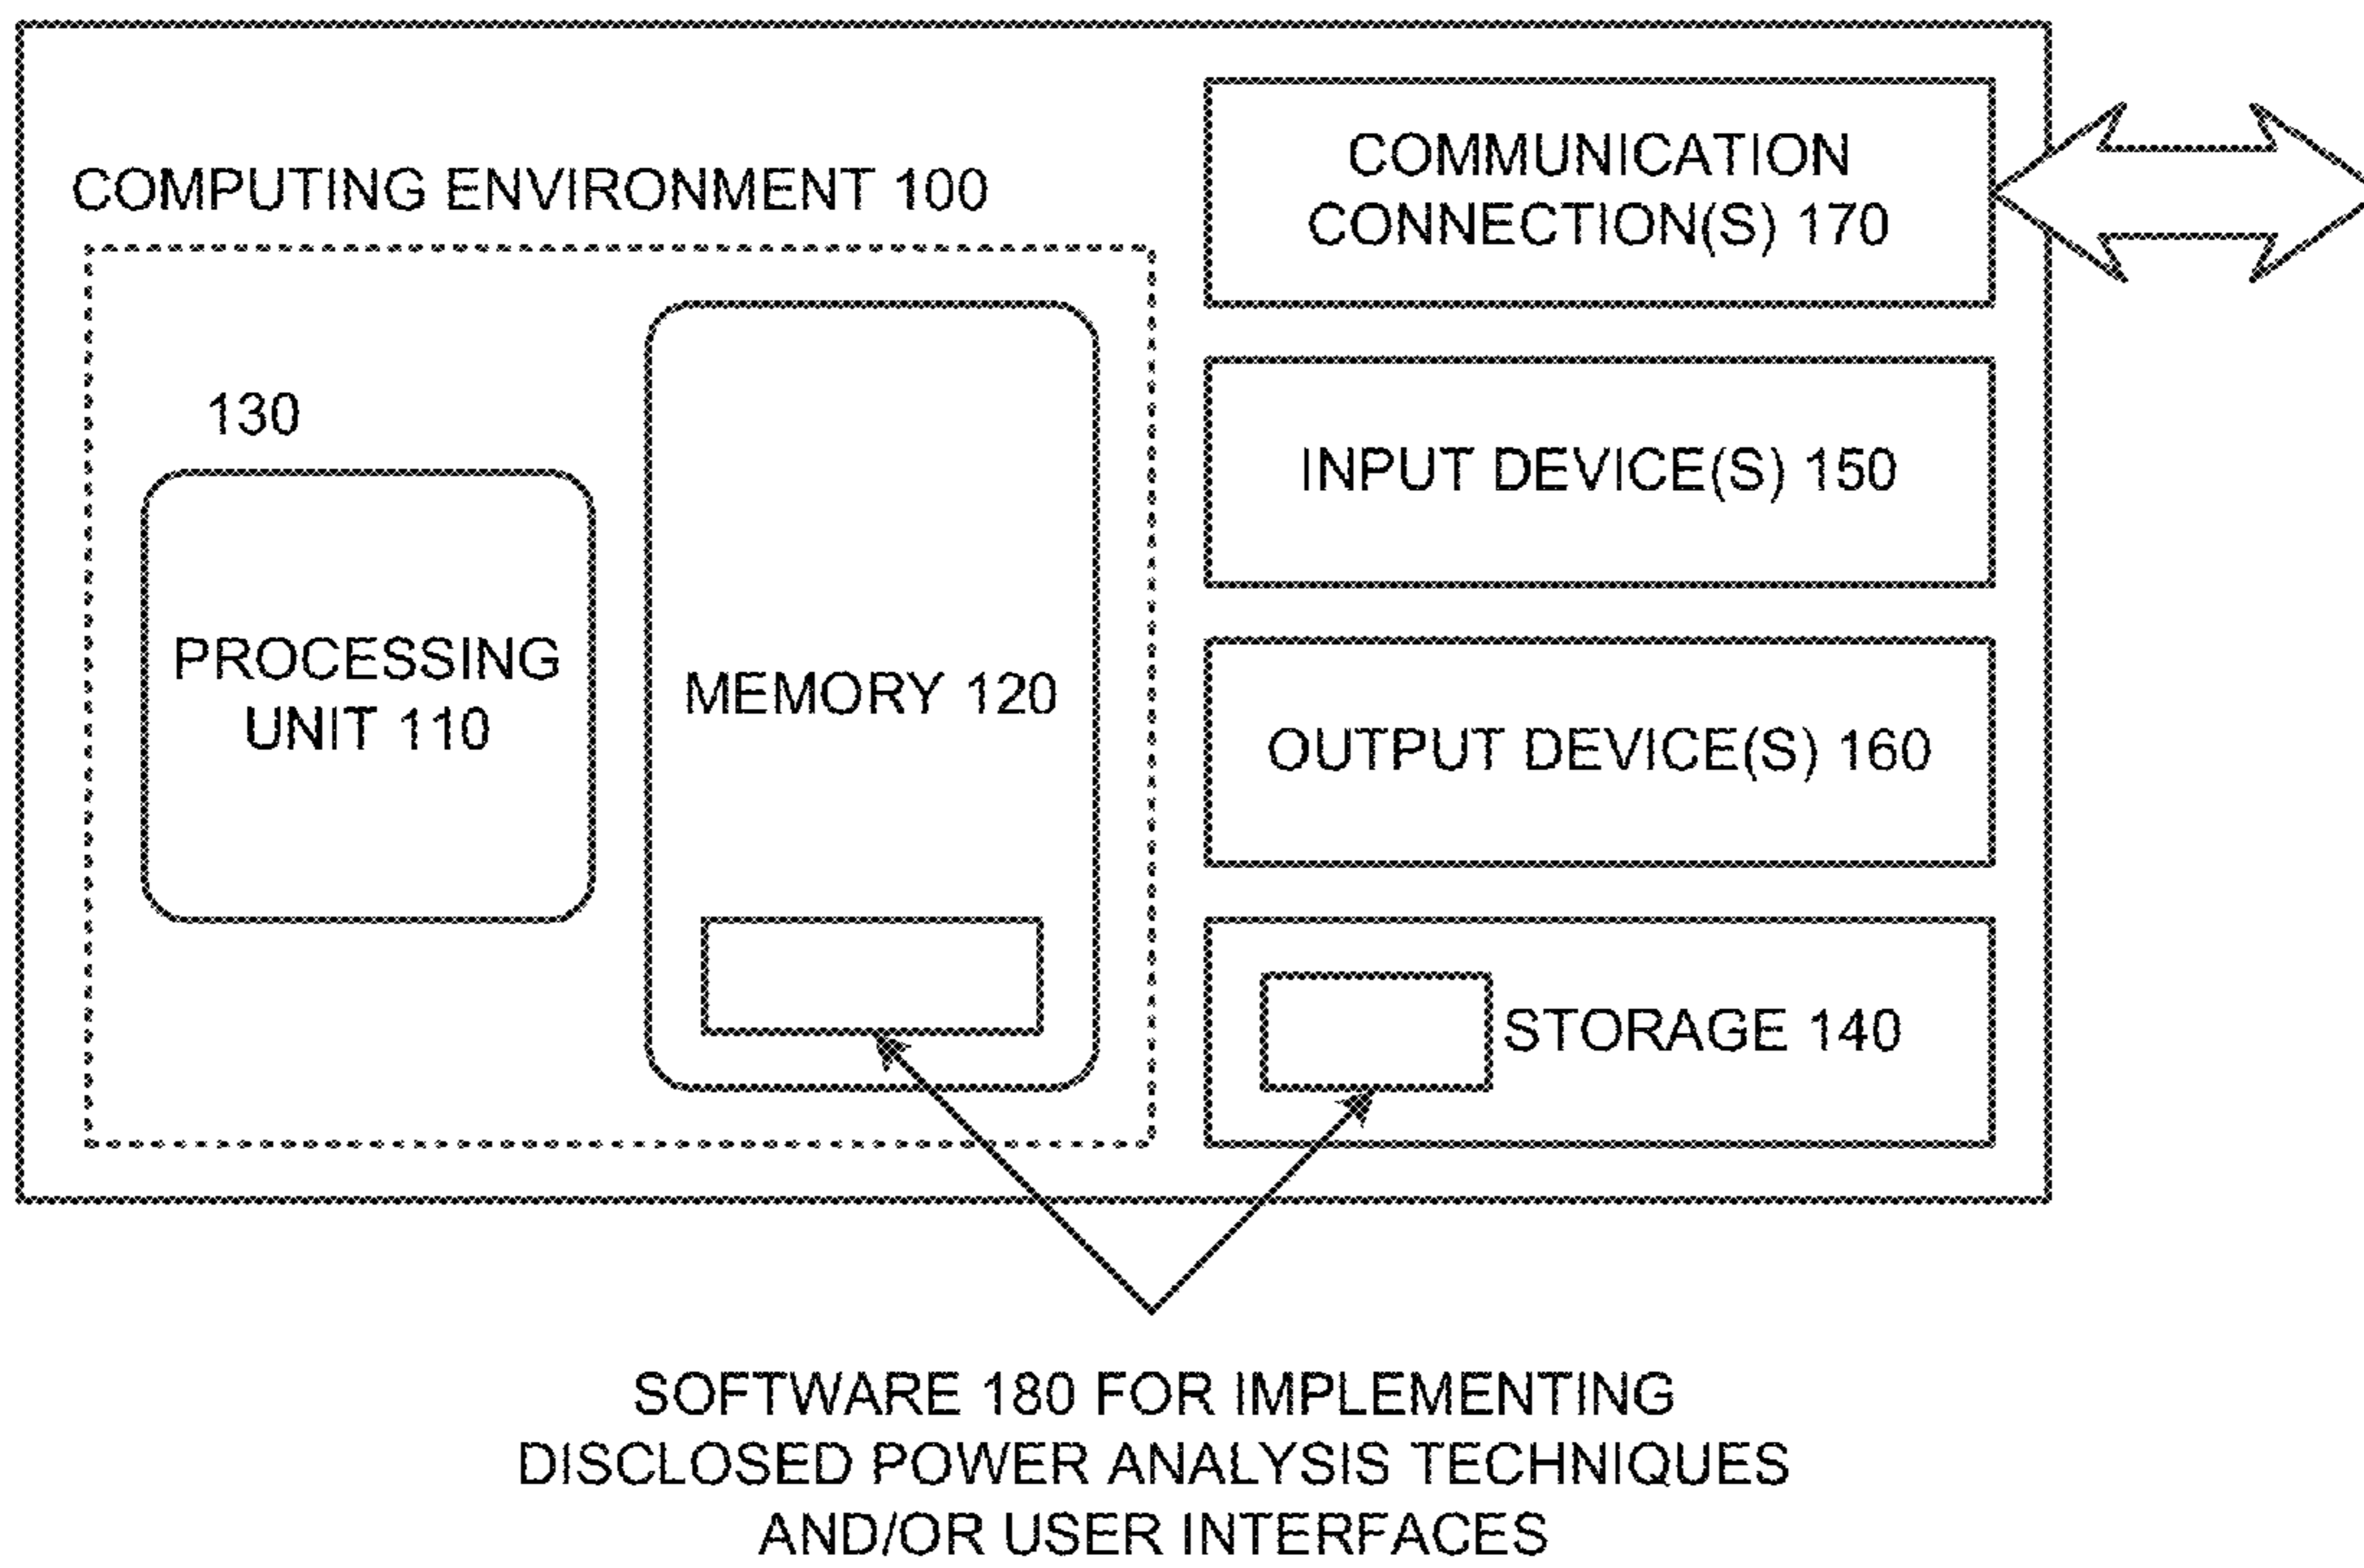 COMPUTING ENVIRONMENT 100
130
PROCESSING
UNIT 110
MEMORY 120
COMMUNICATION
CONNECTION(S) 170
INPUT DEVICE(S) 150
OUTPUT DEVICE(S) 160
STORAGE 140
SOFTWARE 180 FOR IMPLEMENTING
DISCLOSED POWER ANALYSIS TECHNIQUES
AND/OR USER INTERFACES